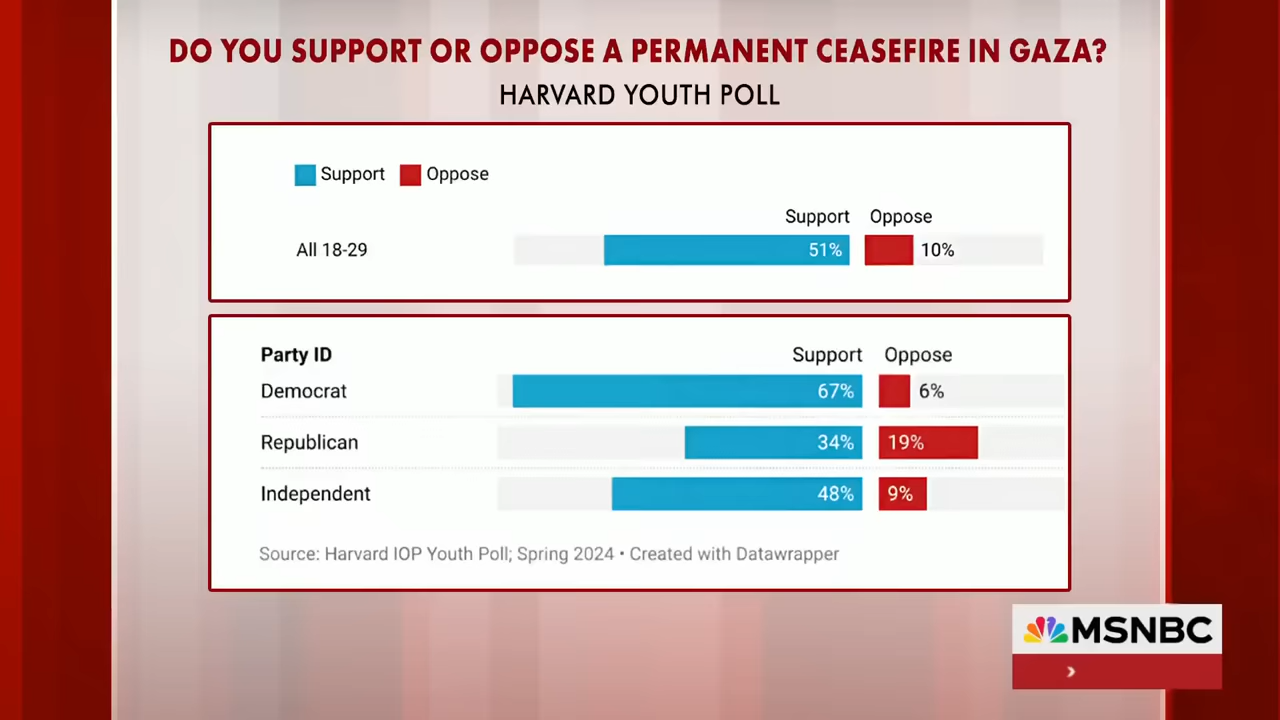 DO YOU SUPPORT OR OPPOSE A PERMANENT CEASEFIRE IN GAZA?
HARVARD YOUTH POLL
Support Oppose
Support Oppose
All 18-29 51% 10%
Party ID Support Oppose
Democrat 67% 6%
Republican 34% 19%
Independent 48% 9%
Source: Harvard IOP Youth Poll; Spring 2024 • Created with Datawrapper
MSNBC